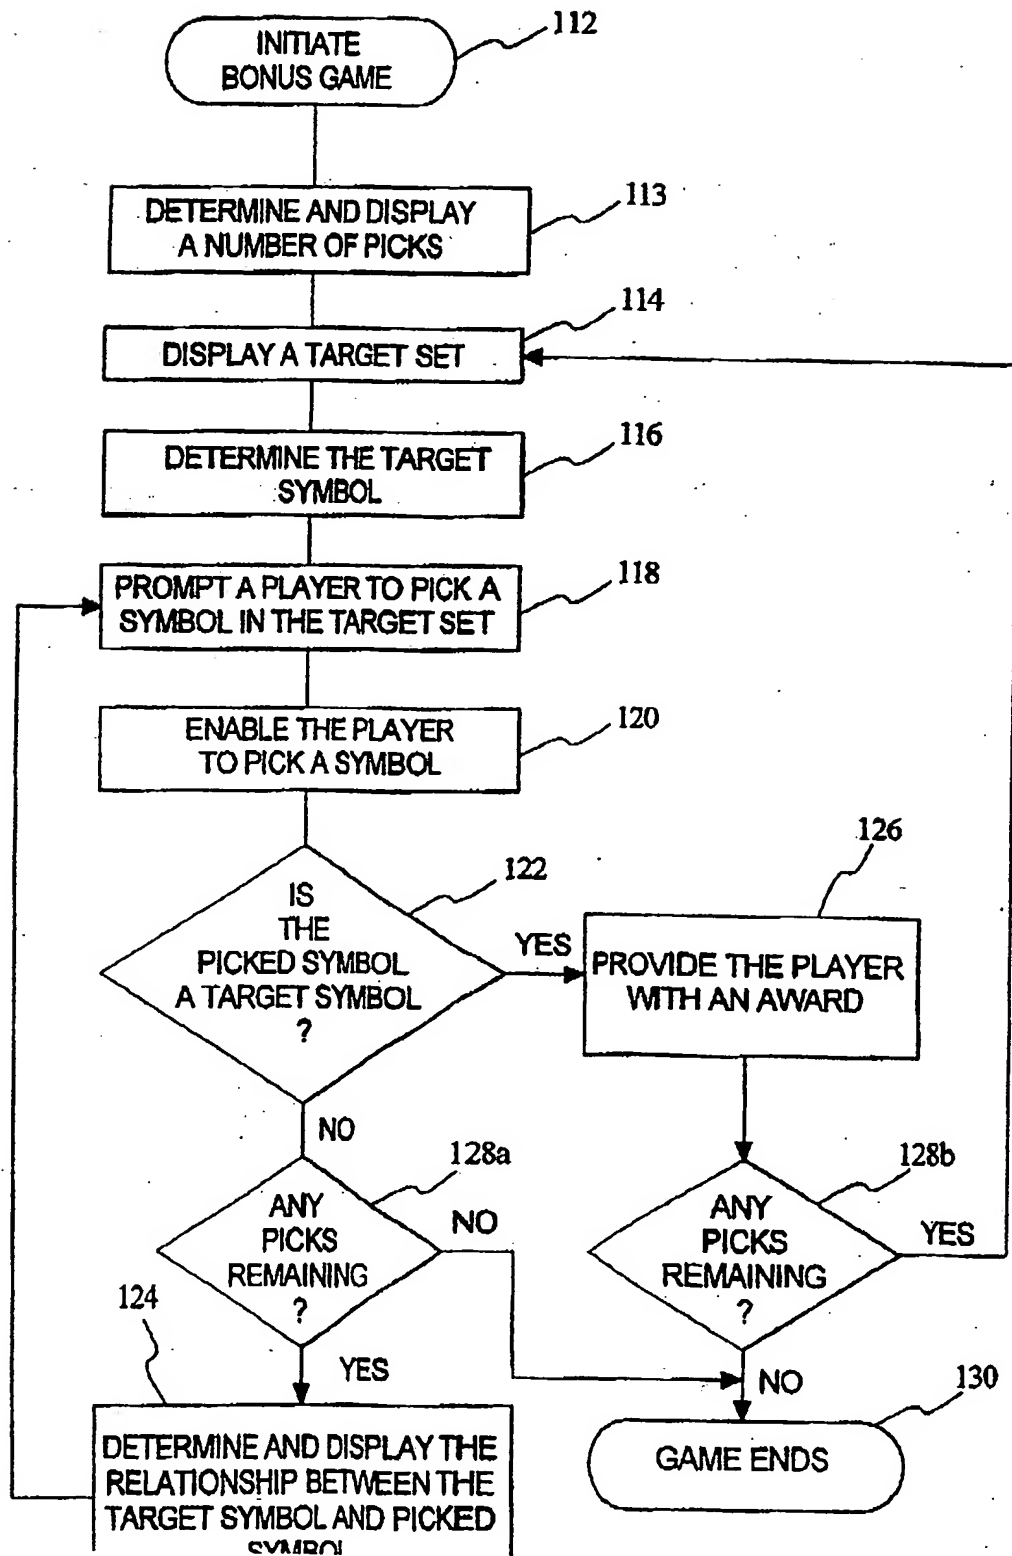 INITIATE
BONUS GAME
112
DETERMINE AND DISPLAY
A NUMBER OF PICKS
113
114
DISPLAY A TARGET SET
116
DETERMINE THE TARGET
SYMBOL
118
PROMPT A PLAYER TO PICK A
SYMBOL IN THE TARGET SET
120
ENABLE THE PLAYER
TO PICK A SYMBOL
122
IS
THE
PICKED SYMBOL
A TARGET SYMBOL
?
YES
126
PROVIDE THE PLAYER
WITH AN AWARD
NO
128a
ANY
PICKS
REMAINING
?
NO
128b
ANY
PICKS
REMAINING
?
YES
124
YES
NO
130
GAME ENDS
DETERMINE AND DISPLAY THE
RELATIONSHIP BETWEEN THE
TARGET SYMBOL AND PICKED
SYMBOL